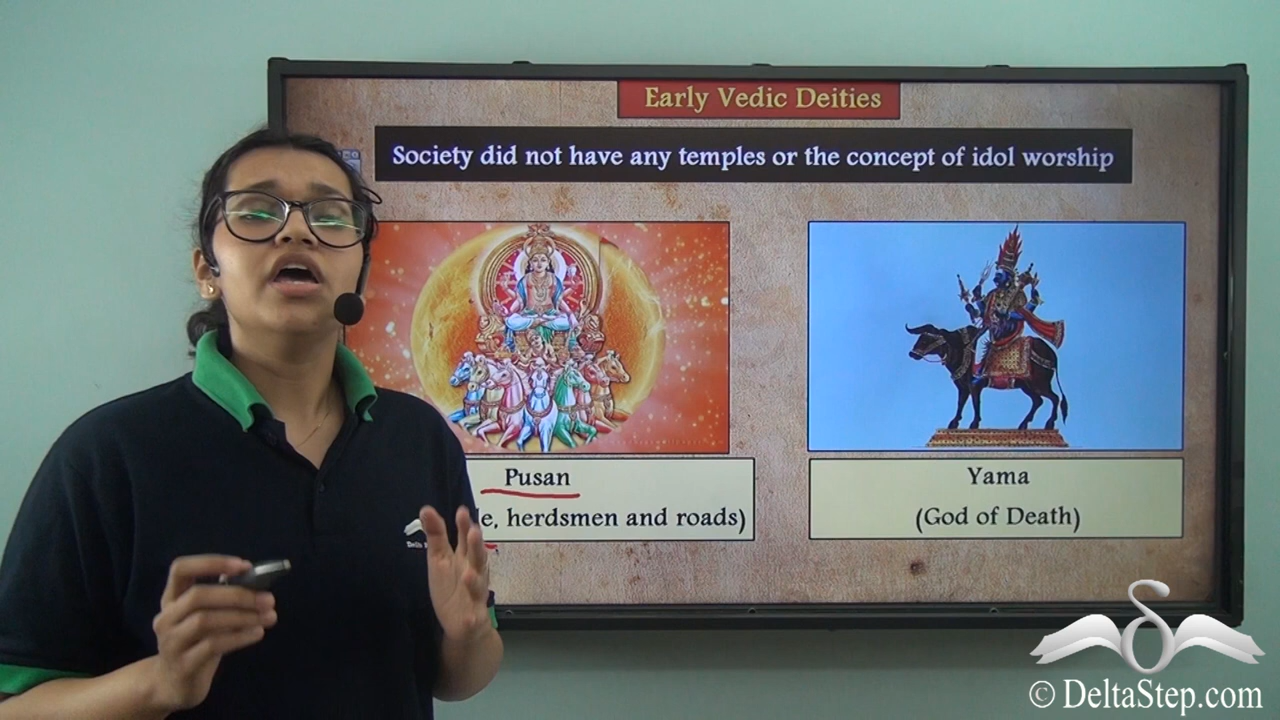 Early Vedic Deities
Society did not have any temples or the concept of idol worship
Pusan
herdsmen and roads)
Yama
(God of Death)
© DeltaStep.com